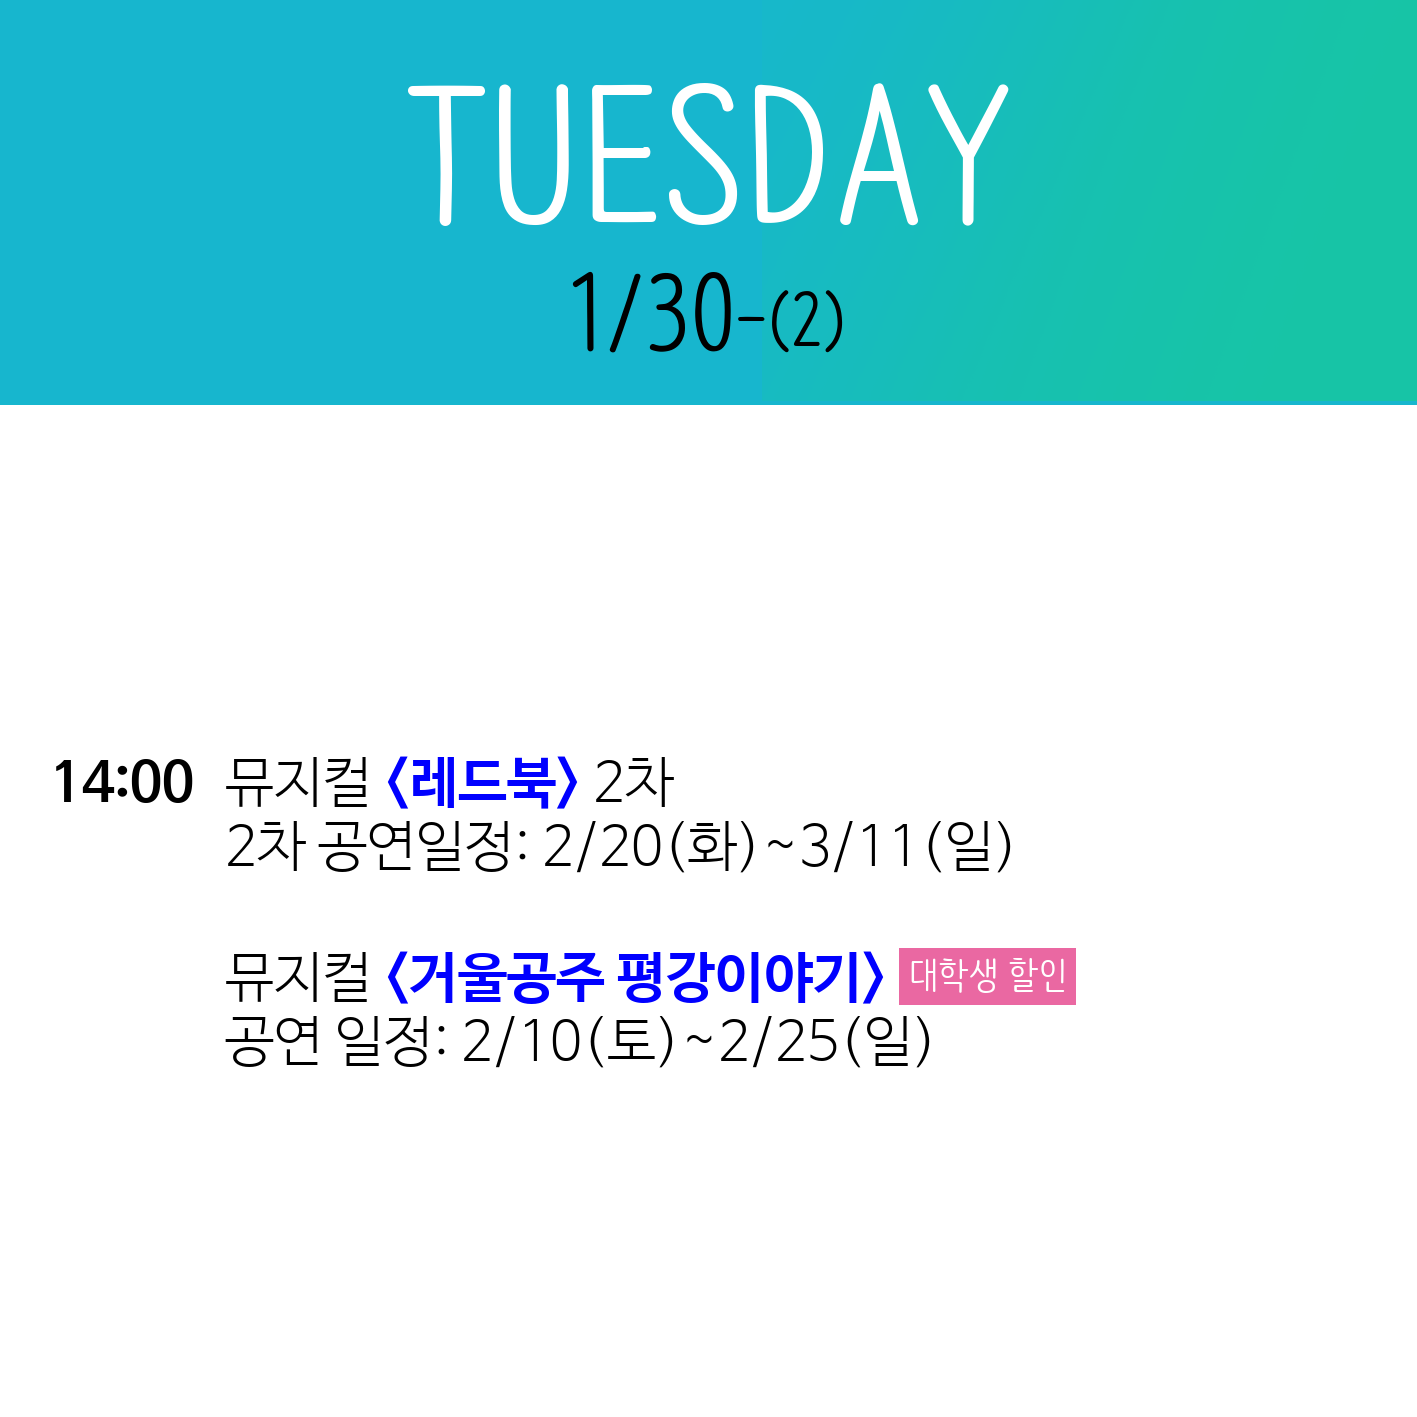 TUESDAY
1/30-(2)
14:00 뮤지컬 <레드북> 2차
2차 공연일정: 2/20(화)~3/11(일)
뮤지컬 <거울공주 평강이야기> 대학생 할인
공연 일정: 2/10(토)~2/25(일)